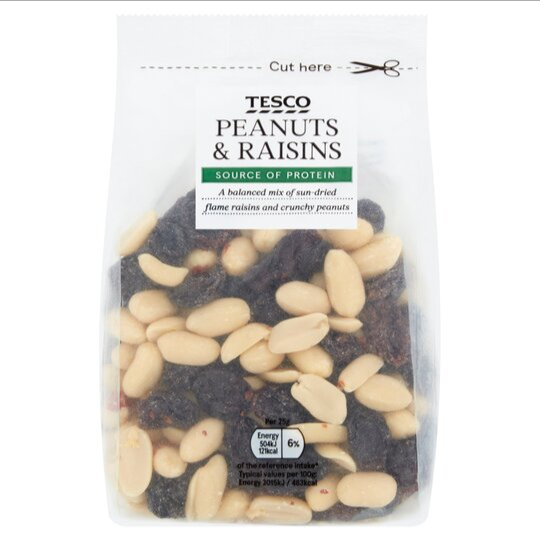 Cut here
TESCO
PEANUTS
& RAISINS
SOURCE OF PROTEIN
A balanced mix of sun-dried
flame raisins and crunchy peanuts
Per 25g
Energy
504kJ
121kcal
6%
of the reference intake*
Typical values per 100g:
Energy 2015kJ / 483kcal